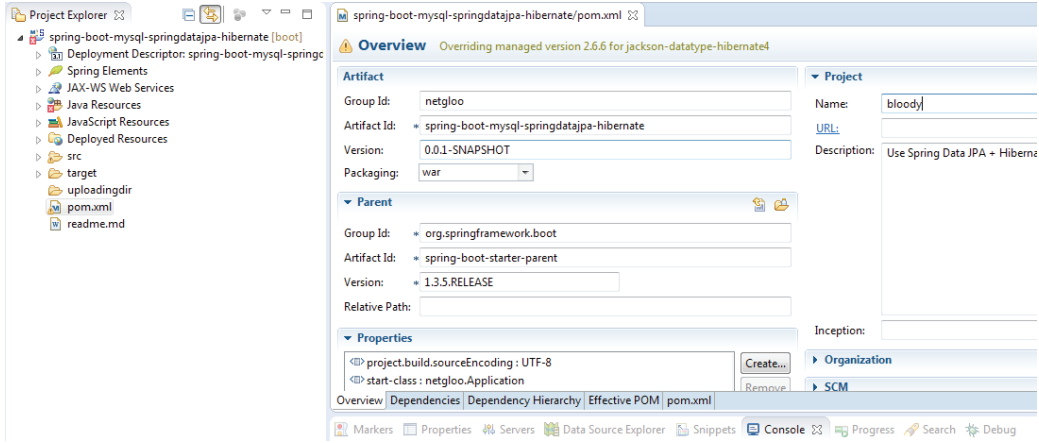 Project Explorer
spring-boot-mysql-springdatajpa-hibernate [boot]
Deployment Descriptor: spring-boot-mysql-springc
Spring Elements
JAX-WS Web Services
Java Resources
JavaScript Resources
Deployed Resources
src
target
uploadingdir
pom.xml
readme.md
spring-boot-mysql-springdatajpa-hibernate/pom.xml
Overview Overriding managed version 2.6.6 for jackson-datatype-hibernate4
Artifact
Group Id: netgloo
Artifact Id: * spring-boot-mysql-springdatajpa-hibernate
Version: 0.0.1-SNAPSHOT
Packaging: war
Parent
Group Id: * org.springframework.boot
Artifact Id: * spring-boot-starter-parent
Version: * 1.3.5.RELEASE
Relative Path:
Properties
project.build.sourceEncoding : UTF-8
start-class : netgloo.Application
Create...
Remove
Project
Name: bloody
URL:
Description: Use Spring Data JPA + Hiberna
Inception:
Organization
SCM
Overview Dependencies Dependency Hierarchy Effective POM pom.xml
Markers Properties Servers Data Source Explorer Snippets Console Progress Search Debug